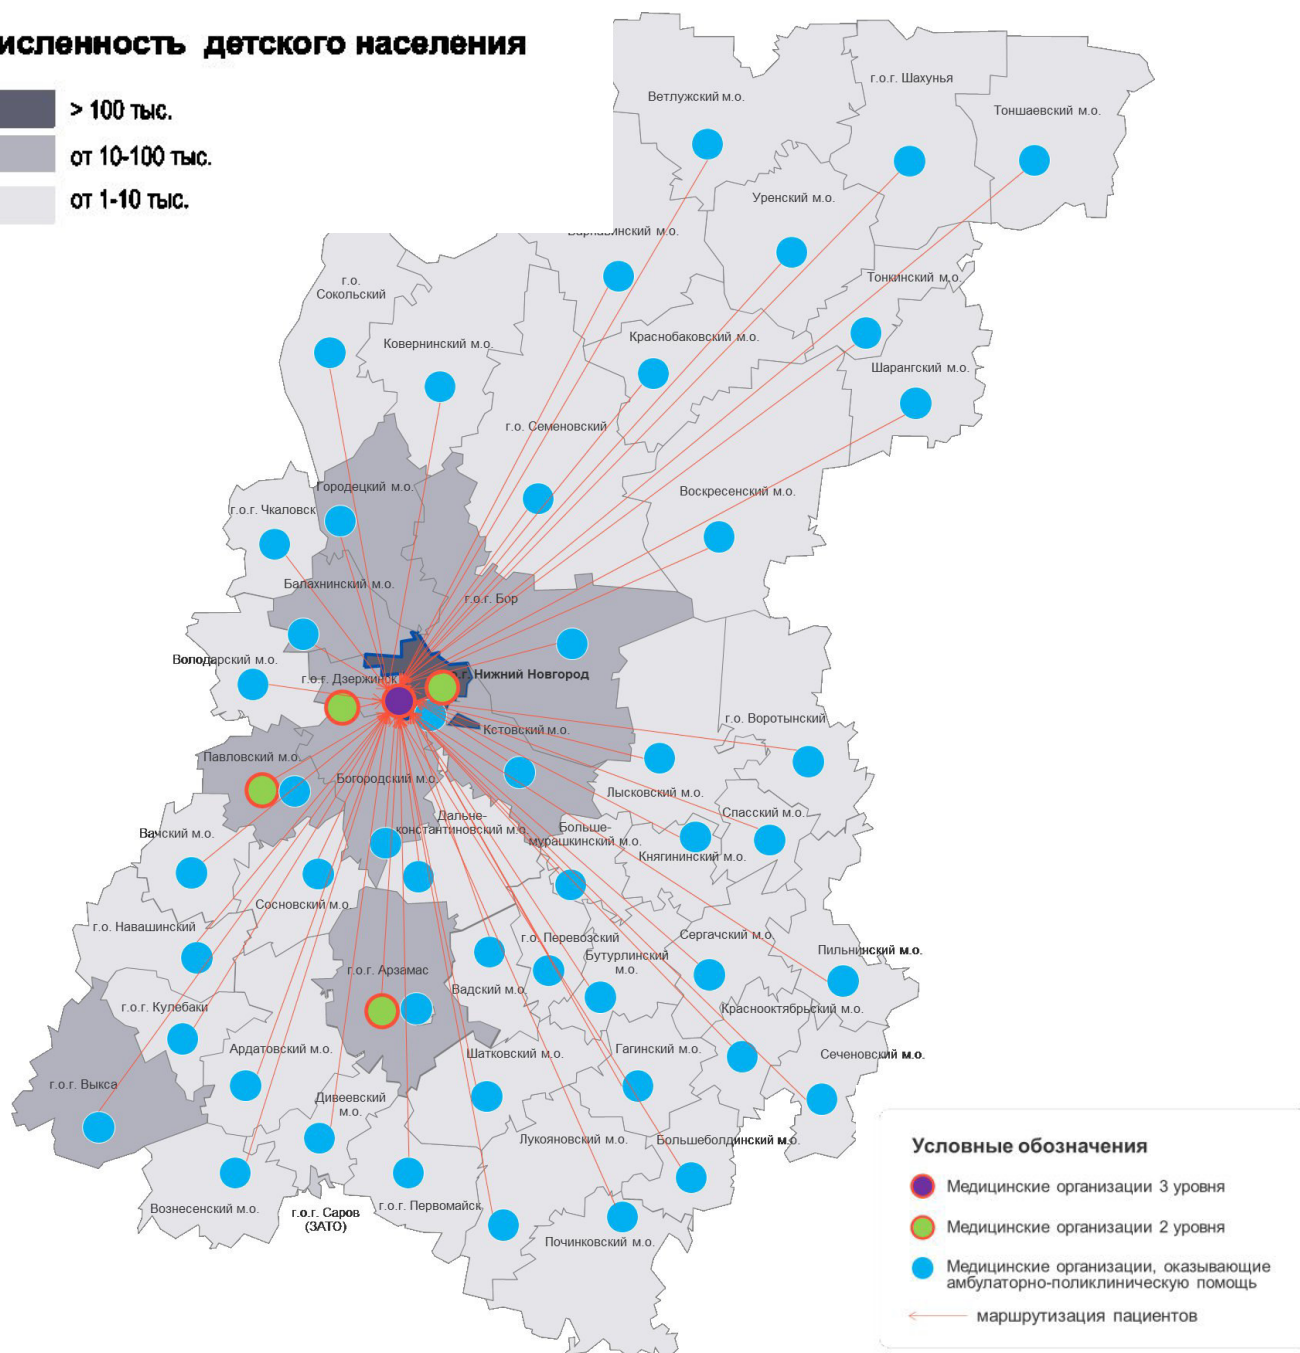 исленность детского населения
> 100 тыс.
от 10-100 тыс.
от 1-10 тыс.
Ветлужский м.о.
г.о.г. Шахунья
Тоншаевский м.о.
Уренский м.о.
м.о.
Тонкинский м.о.
г.о.
Сокольский
Ковернинский м.о.
Краснобаковский м.о.
Шарангский м.о.
г.о. Семеновский
Городецкий м.о.
г.о.г. Чкаловск
Воскресенский м.о.
Балахнинский м.о.
г.о.г. Бор
Володарский м.о.
г.о.г. Дзержинск
Нижний Новгород
г.о. Воротынский
Кстовский м.о.
Павловский м.о.
Богородский м.о.
Лысковский м.о.
Спасский м.о.
Вачский м.о.
Дальне-
константиновский м.о.
Больше-
мурашкинский м.о.
Княгининский м.о.
Сосновский м.о.
г.о. Навашинский
г.о. Перевозский
Сергачский м.о.
Пильнинский м.о.
Бутурлинский
м.о.
г.о.г. Арзамас
Вадский м.о.
г.о.г. Кулебаки
Краснооктябрьский м.о.
Ардатовский м.о.
Шатковский м.о.
Гагинский м.о.
Сеченовский м.о.
г.о.г. Выкса
Дивеевский
м.о.
Лукояновский м.о.
Большеболдинский м.о.
Вознесенский м.о.
г.о.г. Саров
(ЗАТО)
г.о.г. Первомайск
Починковский м.о.
Условные обозначения
Медицинские организации 3 уровня
Медицинские организации 2 уровня
Медицинские организации, оказывающие
амбулаторно-поликлиническую помощь
маршрутизация пациентов